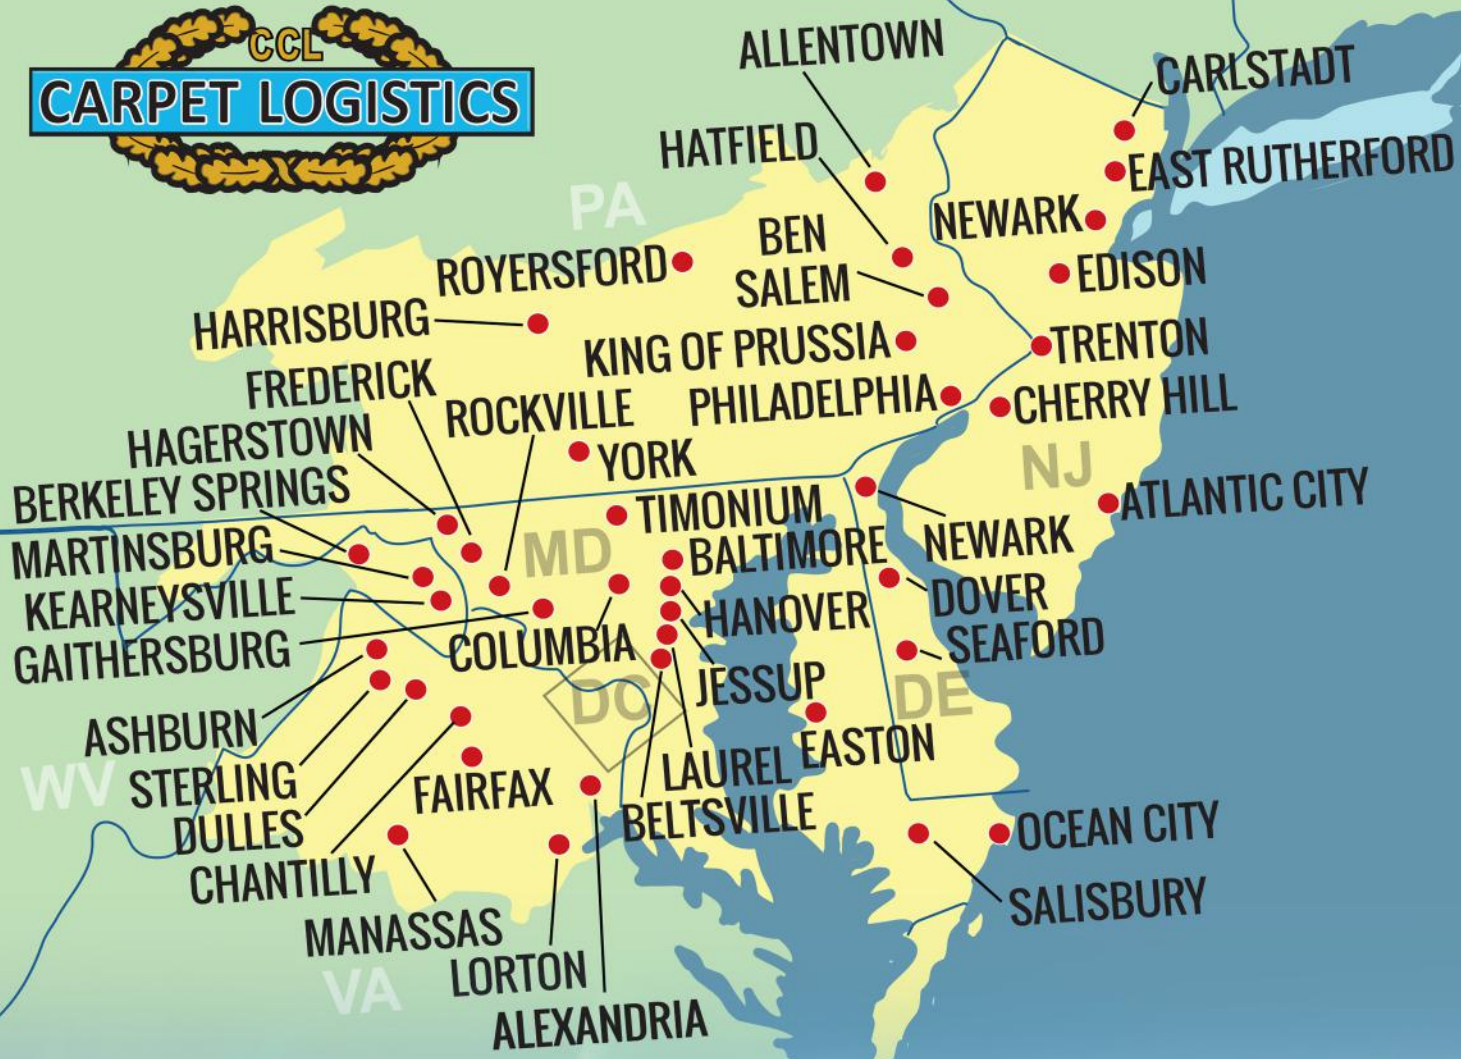 CCL
CARPET LOGISTICS
ALLENTOWN
CARLSTADT
HATFIELD
EAST RUTHERFORD
PA
NEWARK
BEN
SALEM
ROYERSFORD
EDISON
HARRISBURG
KING OF PRUSSIA
TRENTON
FREDERICK
ROCKVILLE
PHILADELPHIA
CHERRY HILL
HAGERSTOWN
YORK
NJ
BERKELEY SPRINGS
TIMONIUM
ATLANTIC CITY
MARTINSBURG
MD
BALTIMORE
NEWARK
KEARNEYSVILLE
HANOVER
DOVER
GAITHERSBURG
COLUMBIA
SEAFORD
JESSUP
DC
DE
ASHBURN
EASTON
WV
STERLING
FAIRFAX
LAUREL
DULLES
BELTSVILLE
OCEAN CITY
CHANTILLY
SALISBURY
MANASSAS
LORTON
VA
ALEXANDRIA